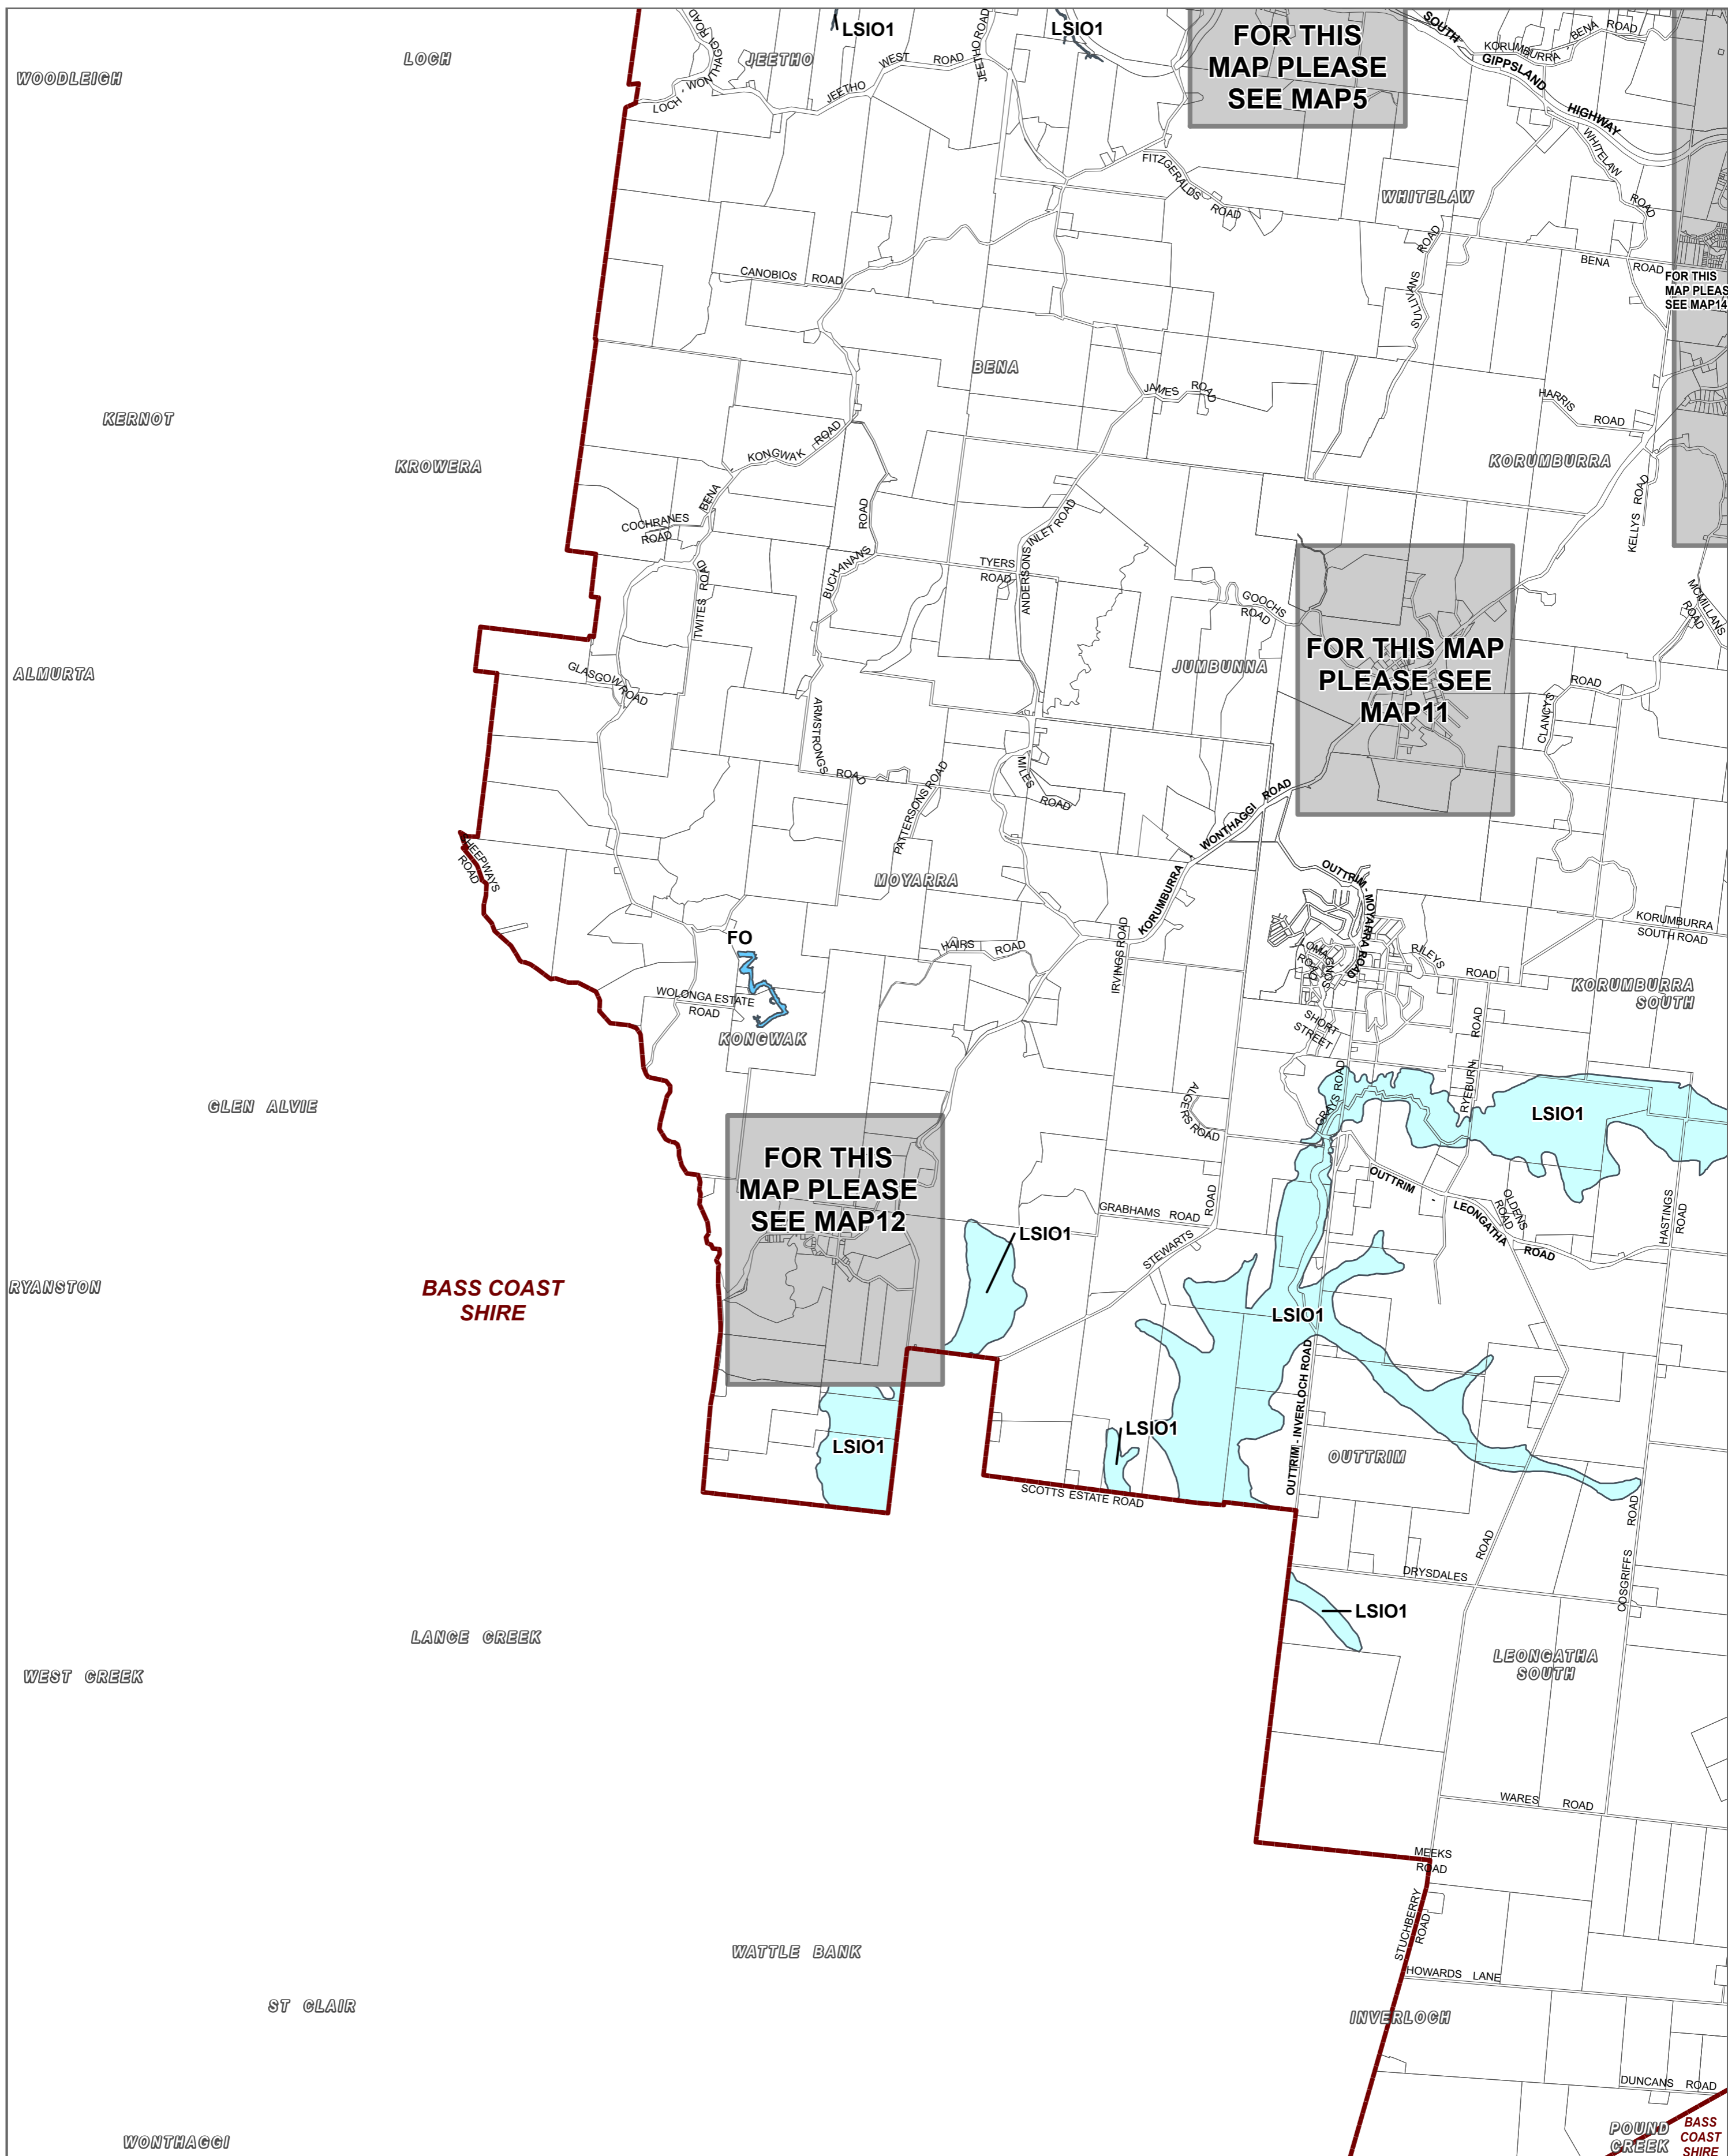 LSIO1
LSIO1
FOR THIS
MAP PLEASE
SEE MAP5
SOUTH
GIPPSLAND
HIGHWAY
KORUMBURRA
BENA ROAD
WOODLEIGH
LOCH
JEETHO
LOCH - WONTHAGGI ROAD
WONTHAGGI ROAD
JEETHO
WEST
ROAD
JEETHO ROAD
FITZGERALDS
ROAD
WHITELAW
WHITELAW
ROAD
BENA
ROAD
FOR THIS
MAP PLEAS
SEE MAP14
SULLIVANS
ROAD
CANOBIOS ROAD
BENA
JAMES ROAD
HARRIS
ROAD
KERNOT
KROWERA
KORUMBURRA
KELLYS ROAD
BENA
KONGWAK
ROAD
COCHRANES
ROAD
TWITES ROAD
BUCHANANS
ROAD
TYERS
ROAD
ANDERSONS INLET ROAD
GOOCHS
ROAD
MCMILLANS
ROAD
FOR THIS MAP
PLEASE SEE
MAP11
ALMURTA
JUMBUNNA
GLASGOW ROAD
CLANCYS
ROAD
ARMSTRONGS
ROAD
PATTERSONS ROAD
MILES
ROAD
KORUMBURRA - WONTHAGGI ROAD
HEEPWAYS
ROAD
MOYARRA
OUTTRIM - MOYARRA ROAD
KORUMBURRA
SOUTH ROAD
FO
HAIRS
ROAD
IRVINGS ROAD
LOMAGNOS
ROAD
RILEYS
ROAD
KORUMBURRA
SOUTH
WOLONGA ESTATE
ROAD
KONGWAK
SHORT
STREET
RYEBURN
ROAD
GLEN ALVIE
ALGERS ROAD
GRAYS ROAD
LSIO1
FOR THIS
MAP PLEASE
SEE MAP12
OUTTRIM - LEONGATHA ROAD
OLDENS
ROAD
HASTINGS
ROAD
GRABHAMS ROAD
STEWARTS
ROAD
LSIO1
RYANSTON
BASS COAST
SHIRE
LSIO1
OUTTRIM - INVERLOCH ROAD
LSIO1
LSIO1
OUTTRIM
SCOTTS ESTATE ROAD
ROAD
COSGRIFFS
ROAD
DRYSDALES
LSIO1
LANCE CREEK
WEST CREEK
LEONGATHA
SOUTH
WARES ROAD
MEEKS
ROAD
STUCHBERRY
ROAD
WATTLE BANK
HOWARDS LANE
ST CLAIR
INVERLOCH
DUNCANS ROAD
WONTHAGGI
POUND
CREEK
BASS
COAST
SHIRE